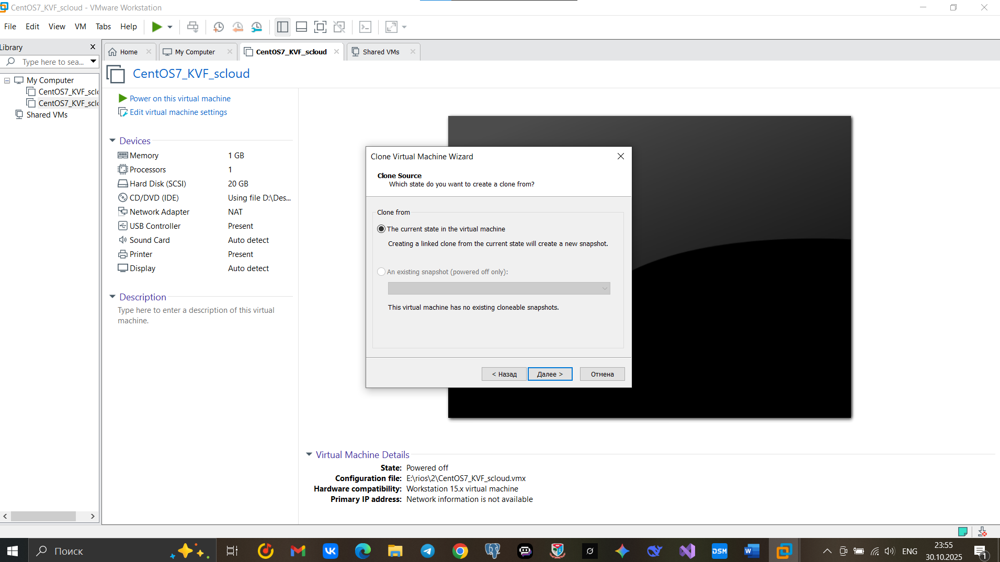 CentOS7_KVF_scloud - VMware Workstation
File Edit View VM Tabs Help
Library
Type here to sea...
My Computer
CentOS7_KVF_scl
CentOS7_KVF_scl
Shared VMs
Home
My Computer
CentOS7_KVF_scloud
Shared VMs
CentOS7_KVF_scloud
Power on this virtual machine
Edit virtual machine settings
Devices
Memory 1 GB
Processors 1
Hard Disk (SCSI) 20 GB
CD/DVD (IDE) Using file D:\Des...
Network Adapter NAT
USB Controller Present
Sound Card Auto detect
Printer Present
Display Auto detect
Description
Type here to enter a description of this virtual
machine.
Clone Virtual Machine Wizard
Clone Source
Which state do you want to create a clone from?
Clone from
The current state in the virtual machine
Creating a linked clone from the current state will create a new snapshot.
An existing snapshot (powered off only):
This virtual machine has no existing cloneable snapshots.
< Назад
Далее >
Отмена
Virtual Machine Details
State: Powered off
Configuration file: E:\rios\2\CentOS7_KVF_scloud.vmx
Hardware compatibility: Workstation 15.x virtual machine
Primary IP address: Network information is not available
Поиск
DSM
ENG
23:55
30.10.2025
1